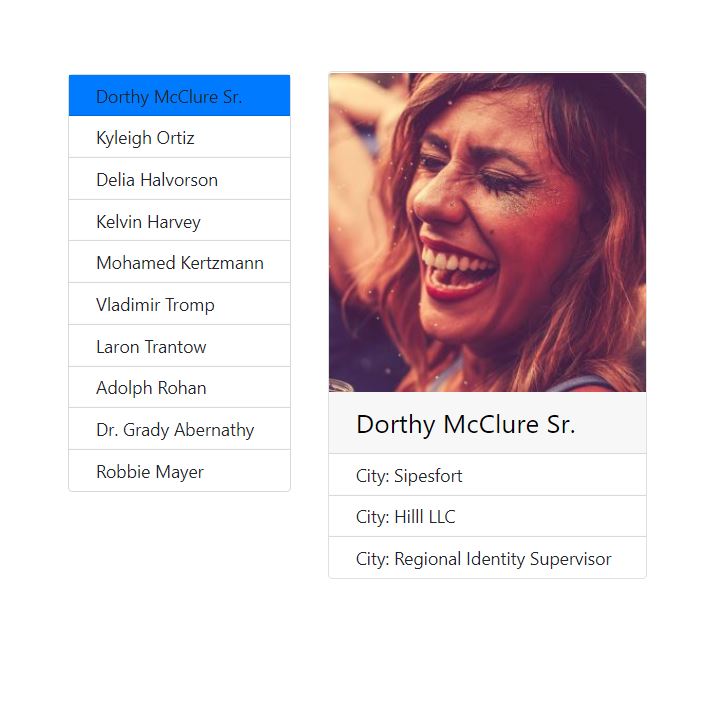 Dorthy McClure Sr.
Kyleigh Ortiz
Delia Halvorson
Kelvin Harvey
Mohamed Kertzmann
Vladimir Tromp
Laron Trantow
Adolph Rohan
Dr. Grady Abernathy
Robbie Mayer
Dorthy McClure Sr.
City: Sipesfort
City: Hilll LLC
City: Regional Identity Supervisor